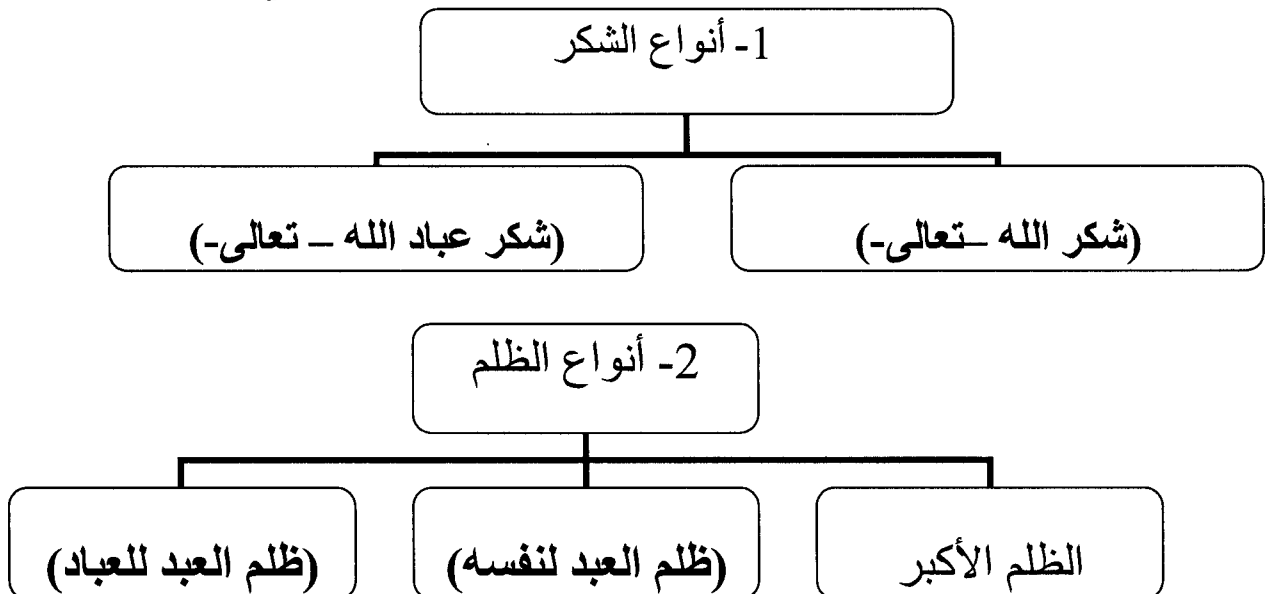 1- أنواع الشكر
(شكر الله –تعالى-)
(شكر عباد الله – تعالى-)
2- أنواع الظلم
الظلم الأكبر
(ظلم العبد لنفسه)
(ظلم العبد للعباد)